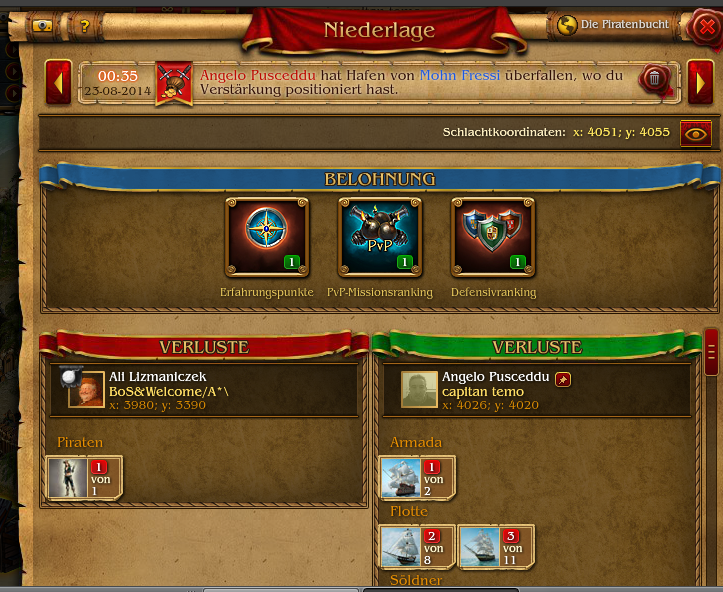 Niederlage
?
Die Piratenbucht
00:35
23-08-2014
Angelo Pusceddu hat Hafen von Mohn Fressi überfallen, wo du
Verstärkung positioniert hast.
Schlachtkoordinaten: x: 4051; y: 4055
BELOHNUNG
PvP
1
1
1
Erfahrungspunkte
PvP-Missionsranking
Defensivranking
VERLUSTE
Ali Lizmaniczek
BoS&Welcome/A*\
x: 3980; y: 3390
Piraten
1
von
1
VERLUSTE
Angelo Pusceddu
capitan temo
x: 4026; y: 4020
Armada
1
von
2
Flotte
2
von
8
3
von
11
Söldner